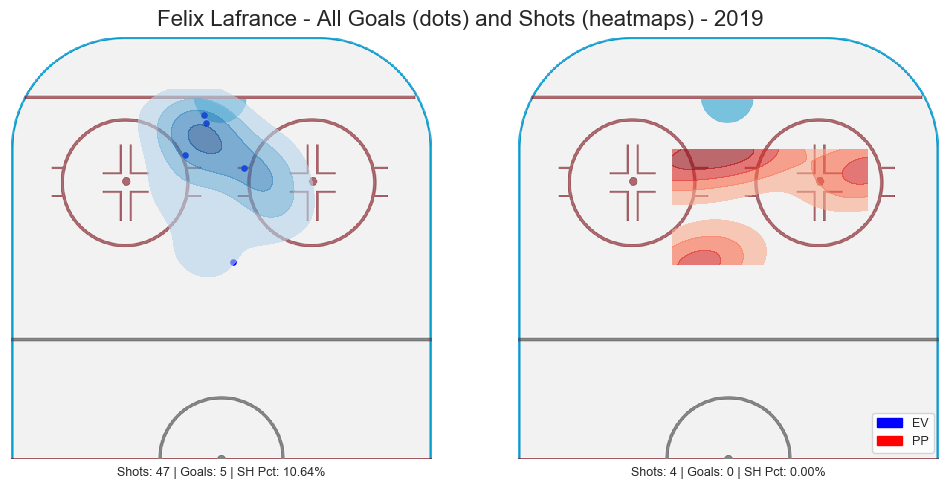 Felix Lafrance - All Goals (dots) and Shots (heatmaps) - 2019
EV
PP
Shots: 47 | Goals: 5 | SH Pct: 10.64%
Shots: 4 | Goals: 0 | SH Pct: 0.00%